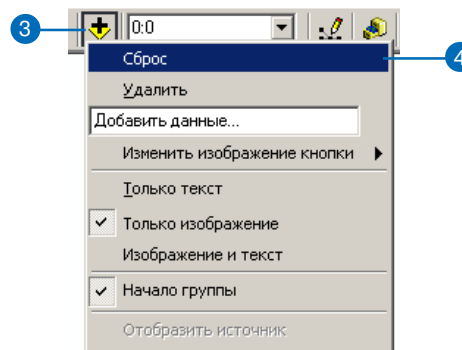 3
0:0
Сброс
4
Удалить
Добавить данные...
Изменить изображение кнопки
Только текст
Только изображение
Изображение и текст
Начало группы
Отобразить источник